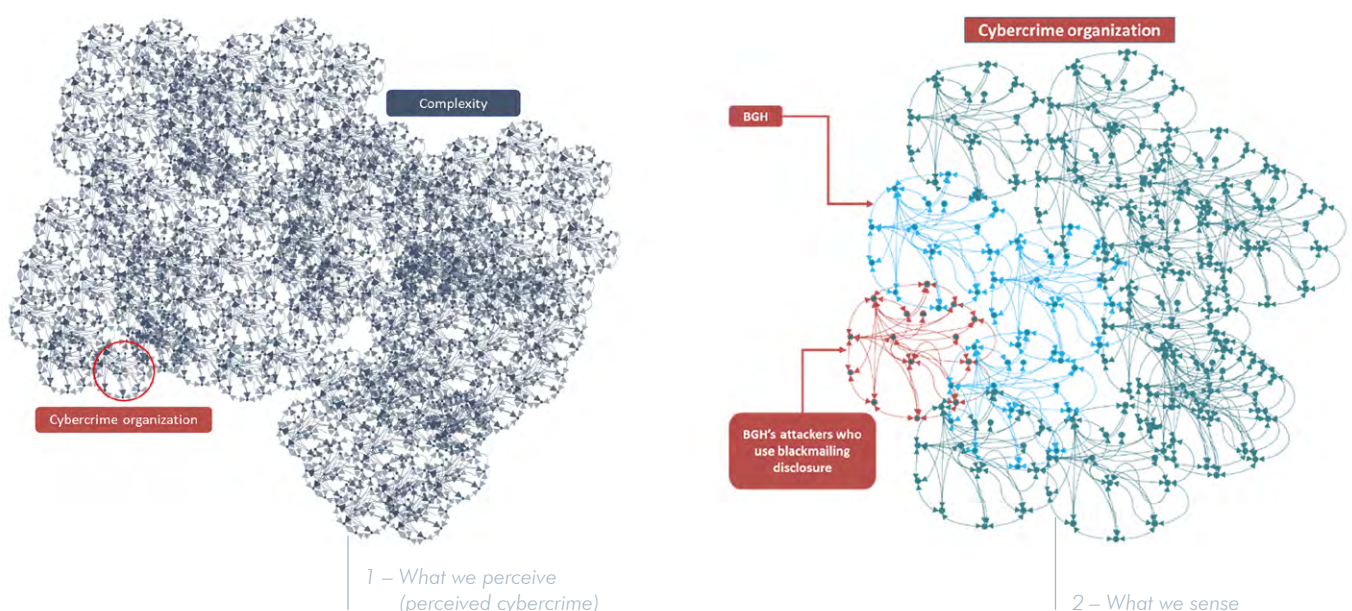 Complexity
Cybercrime organization
1 – What we perceive
(perceived cybercrime)
Cybercrime organization
BGH
BGH's attackers who
use blackmailing
disclosure
2 – What we sense